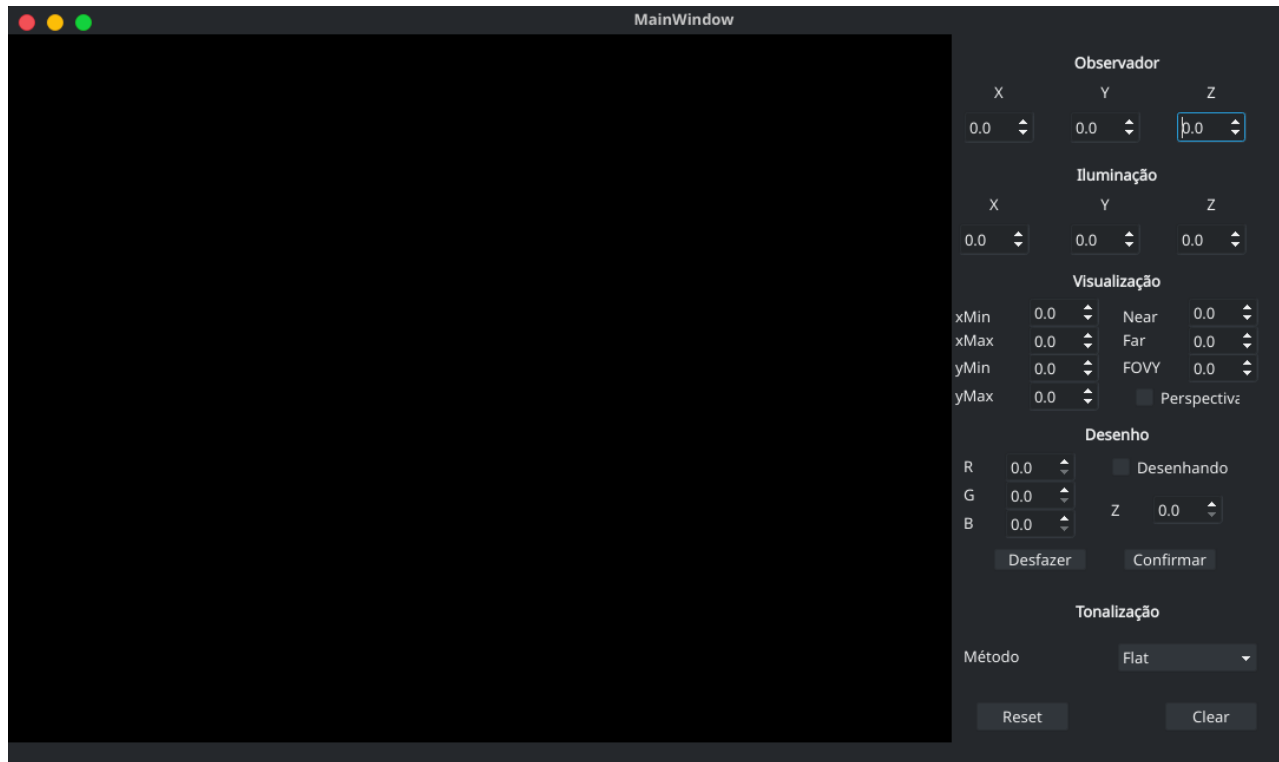 MainWindow
Observador
X Y Z
0.0 0.0 0.0
Iluminação
X Y Z
0.0 0.0 0.0
Visualização
xMin 0.0 Near 0.0
xMax 0.0 Far 0.0
yMin 0.0 FOVY 0.0
yMax 0.0 Perspectiva
Desenho
R 0.0 Desenhando
G 0.0
Z 0.0
B 0.0
Desfazer Confirmar
Tonalização
Método Flat
Reset Clear